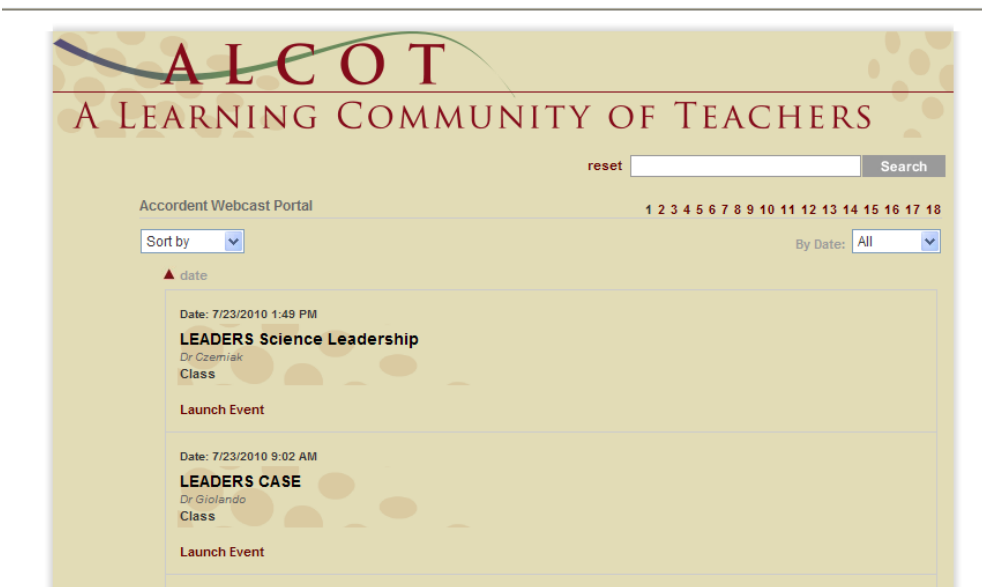 ALCOT
A LEARNING COMMUNITY OF TEACHERS
reset Search
Accordent Webcast Portal 1 2 3 4 5 6 7 8 9 10 11 12 13 14 15 16 17 18
Sort by By Date: All
date
Date: 7/23/2010 1:49 PM
LEADERS Science Leadership
Dr Czerniak
Class
Launch Event
Date: 7/23/2010 9:02 AM
LEADERS CASE
Dr Giolando
Class
Launch Event